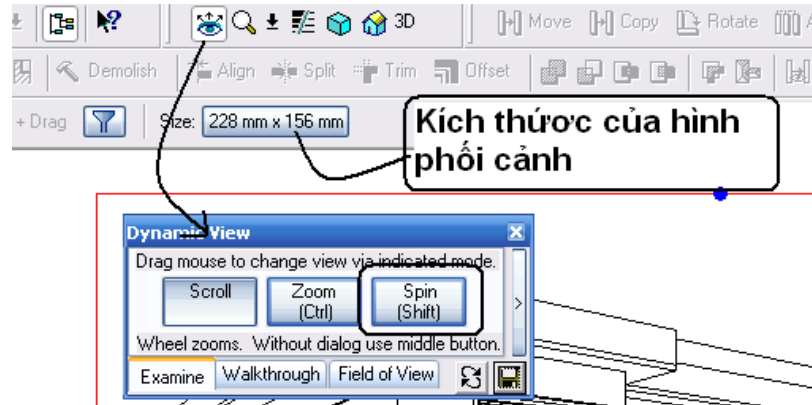 3D Move Copy Rotate
Demolish Align Split Trim Offset
+ Drag Size: 228 mm x 156 mm
Kích thứơc của hình
phối cảnh
Dynamic View
Drag mouse to change view via indicated mode.
Scroll Zoom (Ctrl) Spin (Shift)
Wheel zooms. Without dialog use middle button.
Examine Walkthrough Field of View